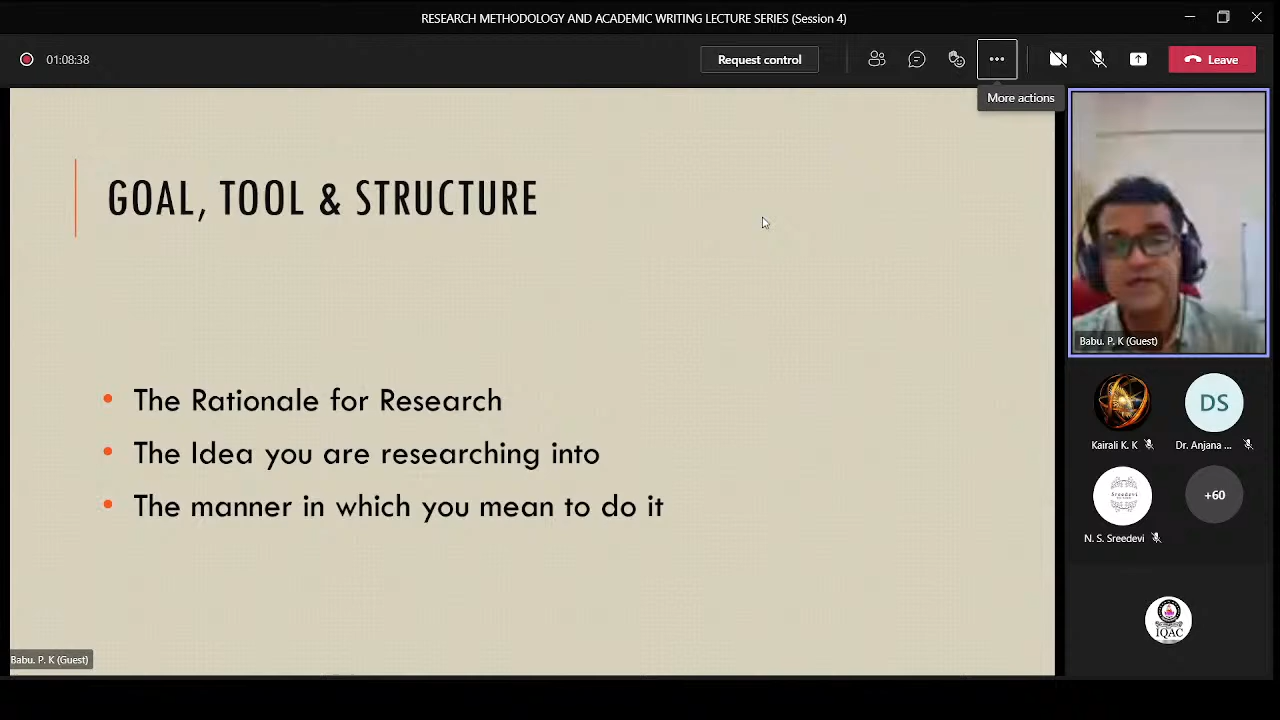 RESEARCH METHODOLOGY AND ACADEMIC WRITING LECTURE SERIES (Session 4)
01:08:38
Request control
Leave
More actions
GOAL, TOOL & STRUCTURE
• The Rationale for Research
• The Idea you are researching into
• The manner in which you mean to do it
Babu. P. K (Guest)
Babu. P. K (Guest)
Kairali K. K
DS
Dr. Anjana ...
Sreedevi
N. S. Sreedevi
+60
IQAC